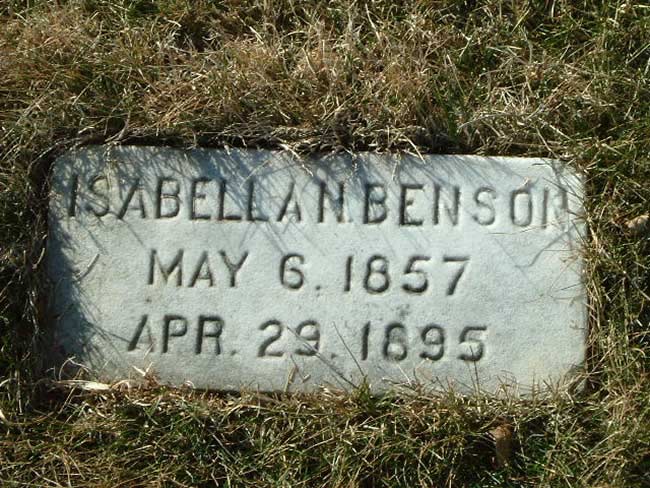 ISABELLA N. BENSON
MAY 6. 1857
APR. 29. 1895